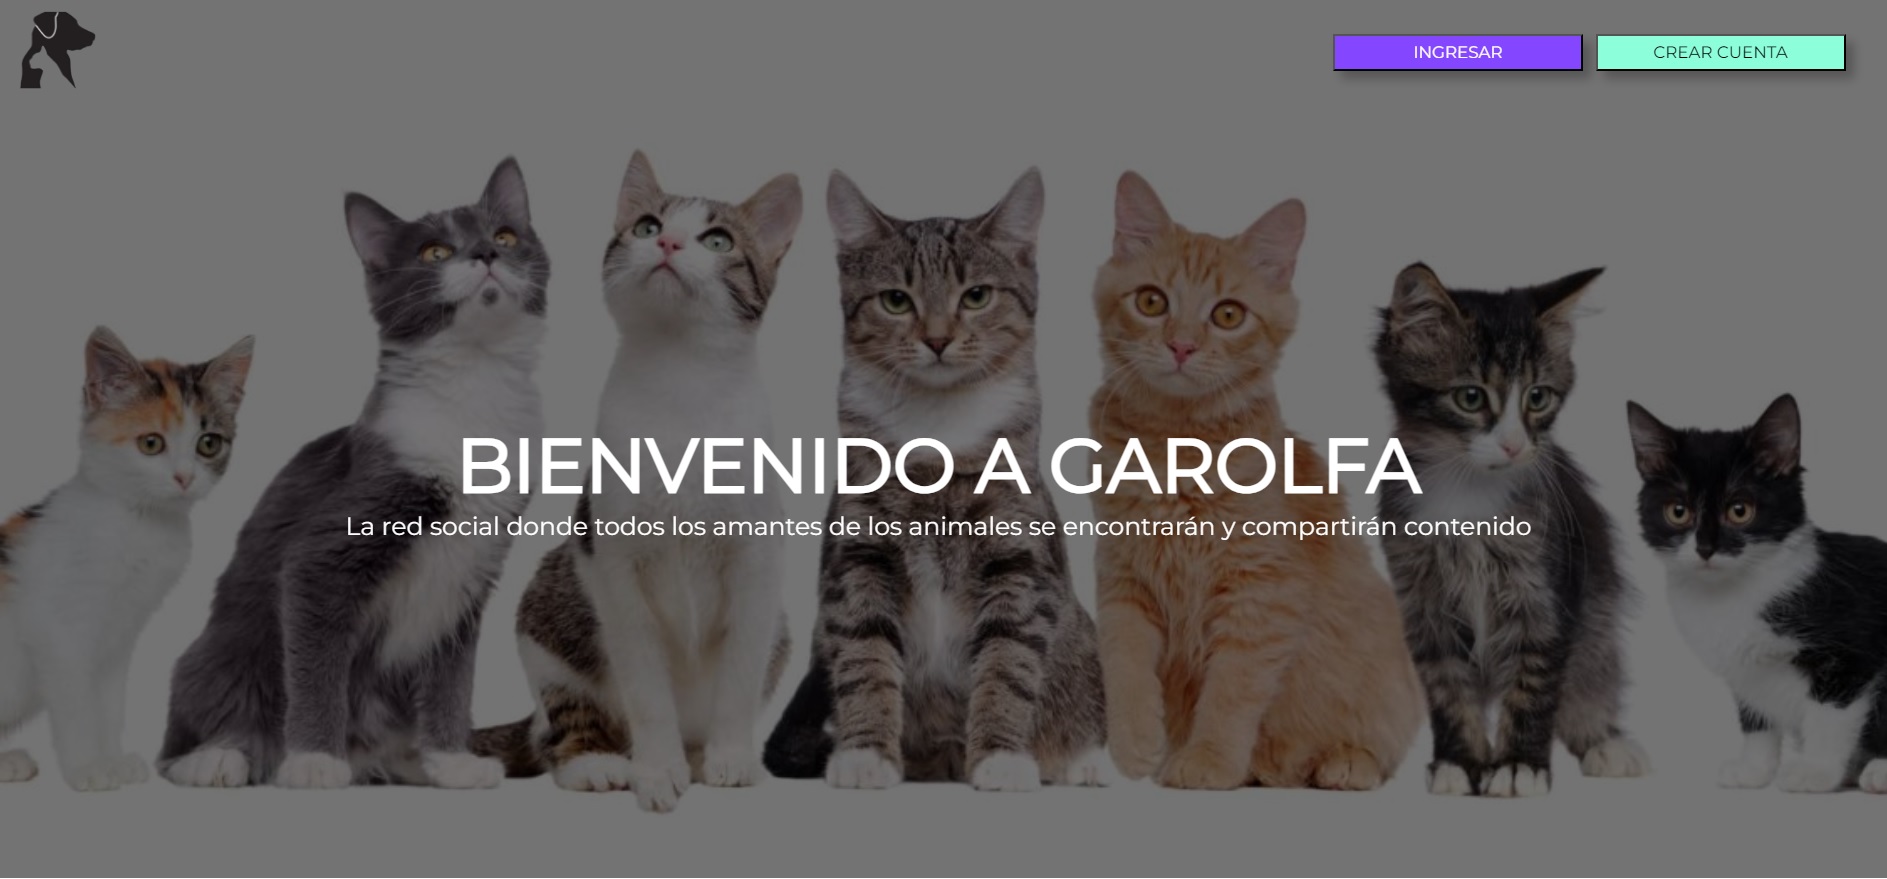 INGRESAR
CREAR CUENTA
BIENVENIDO A GAROLFA
La red social donde todos los amantes de los animales se encontrarán y compartirán contenido